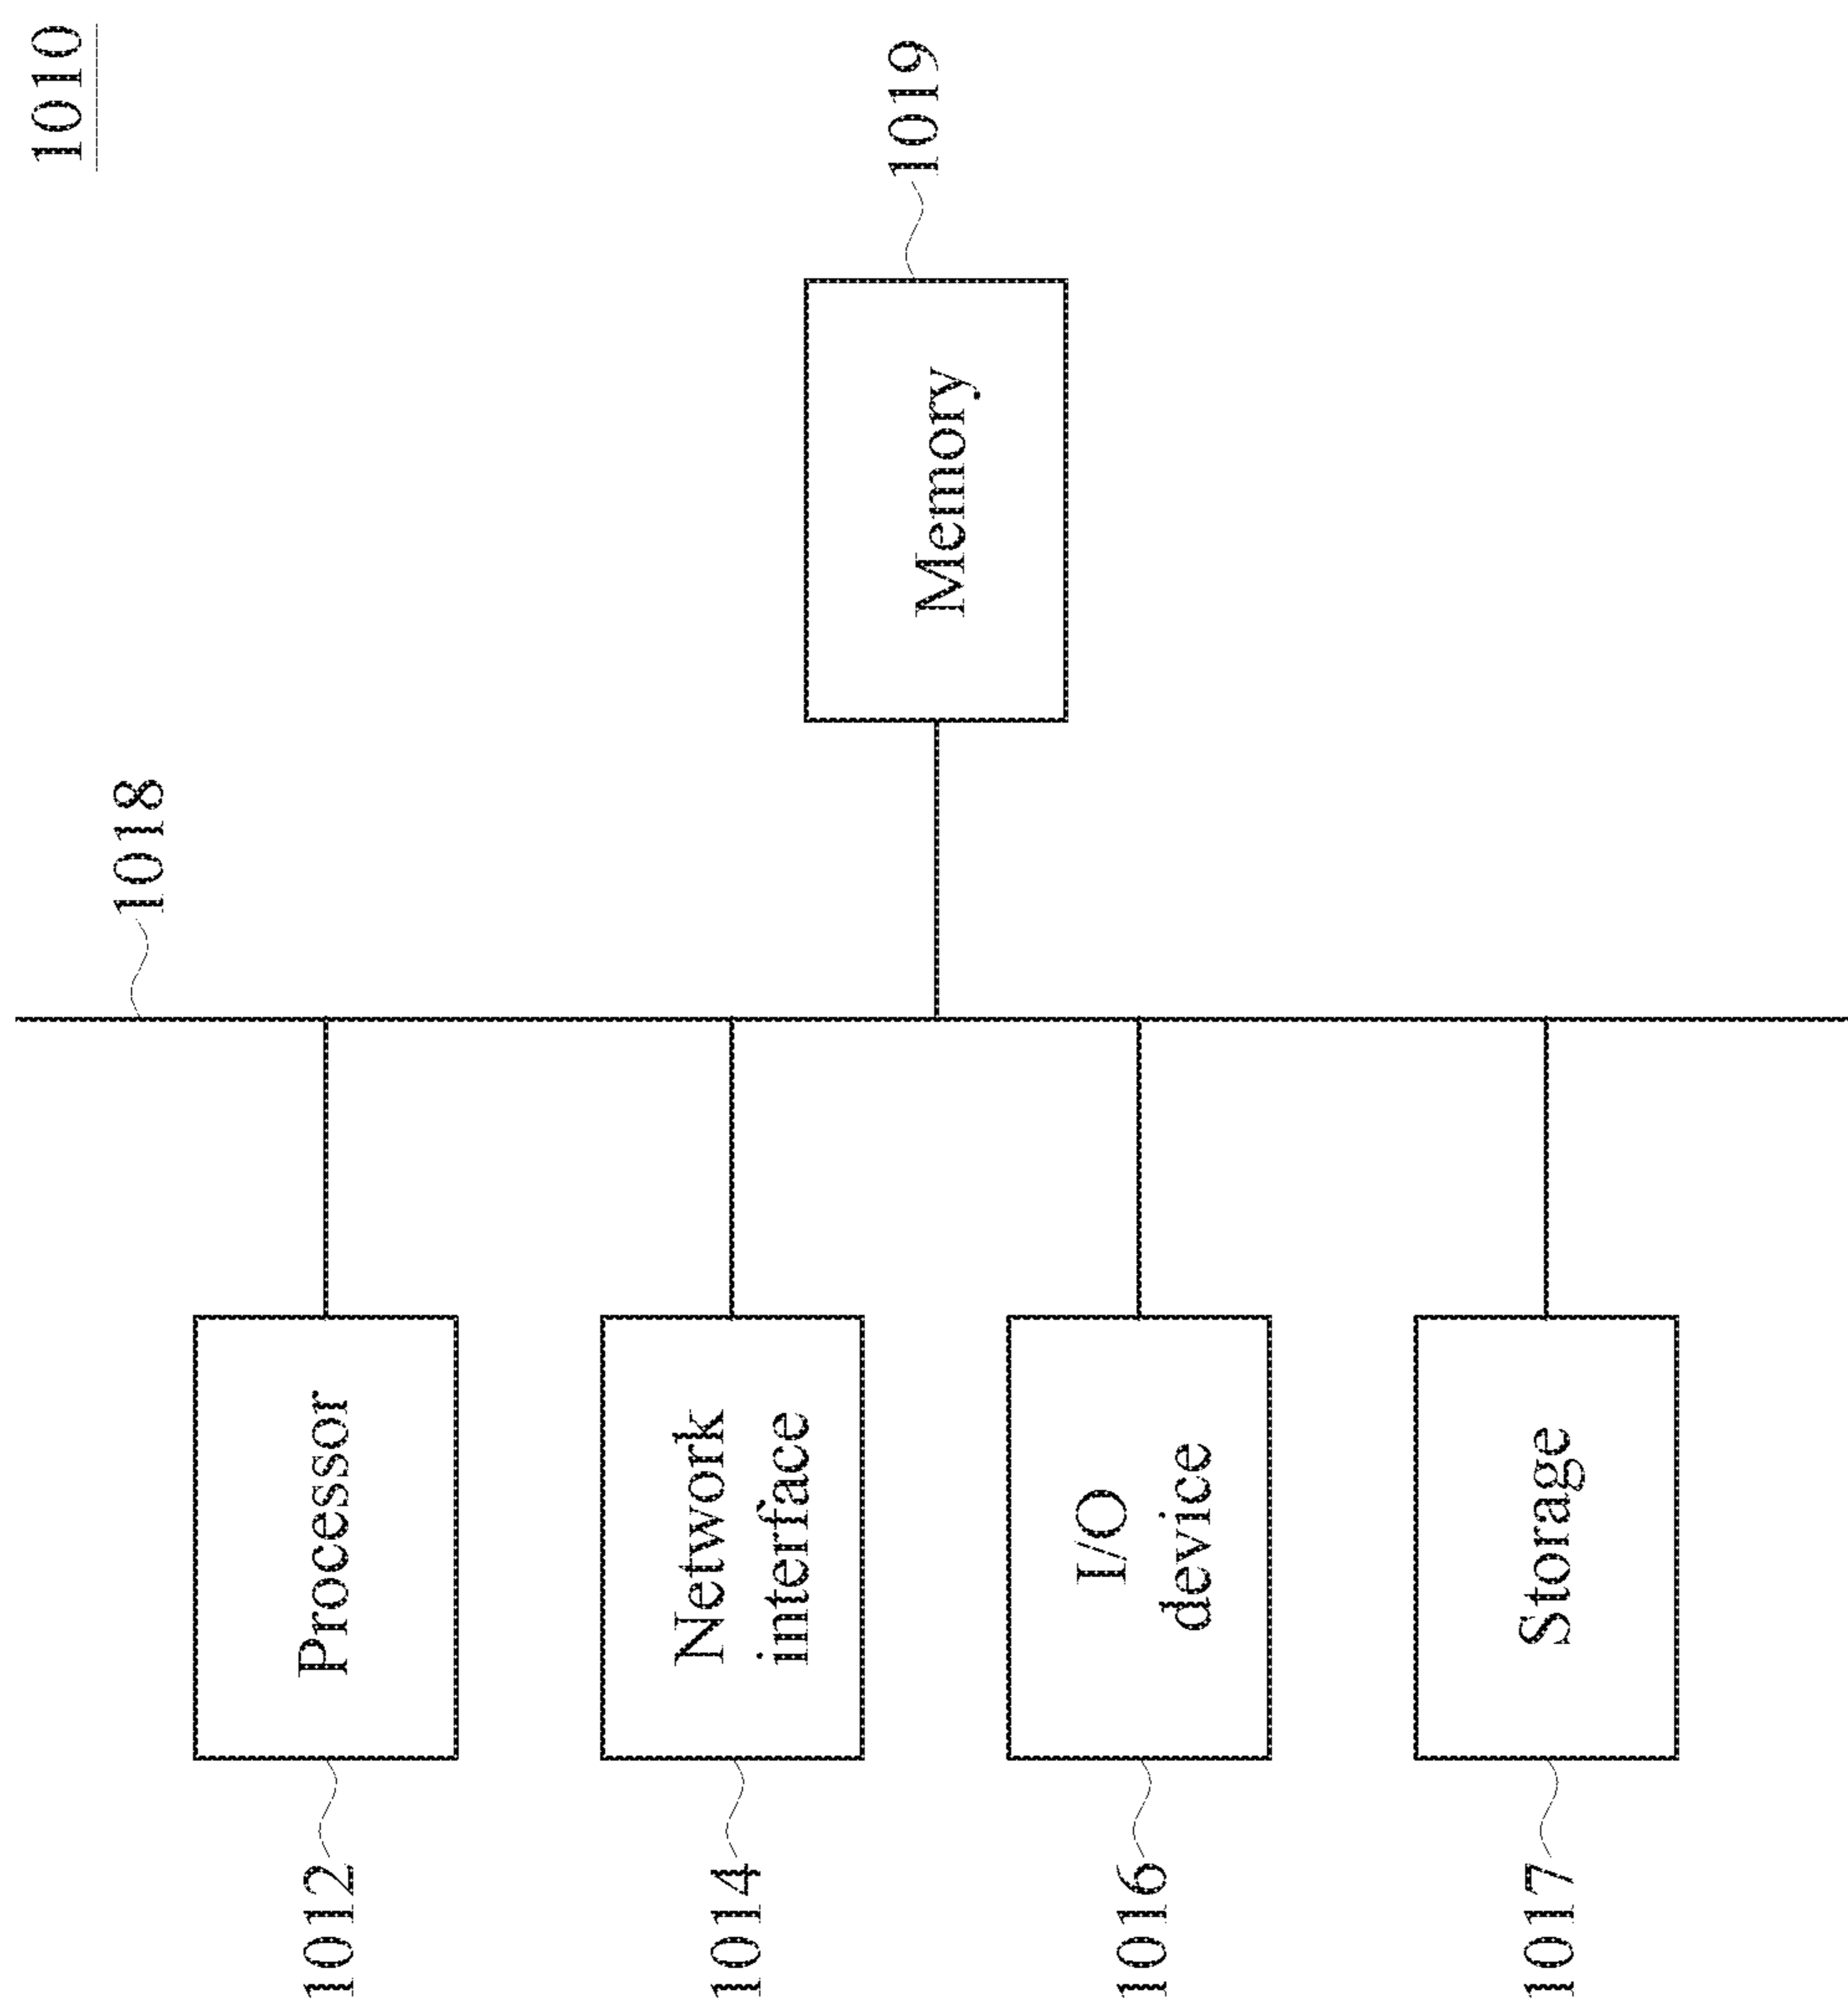 1010
1018
1012
Processor
1014
Network
interface
Memory
1019
1016
I/O
device
1017
Storage